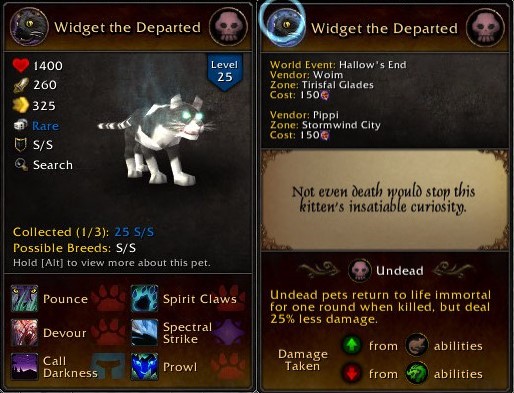 Widget the Departed
1400
Level
25
260
325
Rare
S/S
Search
Collected (1/3): 25 S/S
Possible Breeds: S/S
Hold [Alt] to view more about this pet.
Pounce
Spirit Claws
Devour
Spectral
Strike
Call
Darkness
Prowl
Widget the Departed
World Event: Hallow's End
Vendor: Woim
Zone: Tirisfal Glades
Cost: 150
Vendor: Pippi
Zone: Stormwind City
Cost: 150
Not even death would stop this
kitten's insatiable curiosity.
Undead
Undead pets return to life immortal
for one round when killed, but deal
25% less damage.
Damage
Taken
from abilities
from abilities